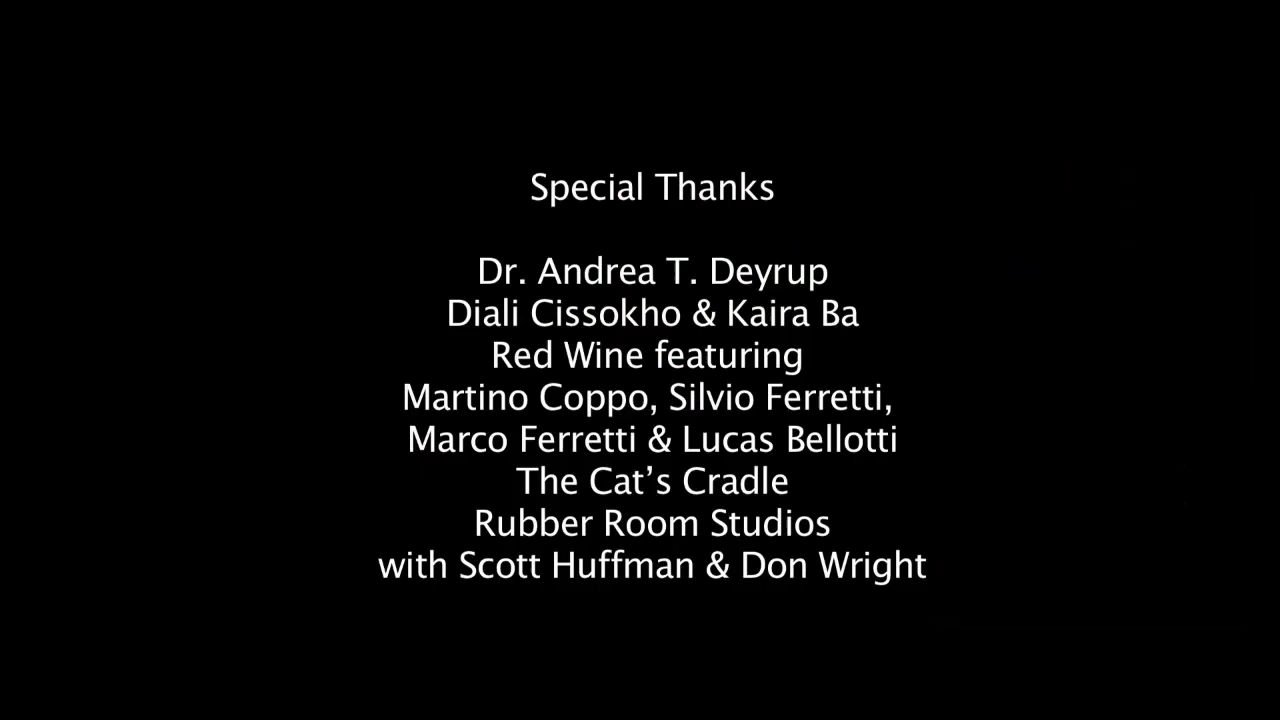 Special Thanks
Dr. Andrea T. Deyrup
Diali Cissokho & Kaira Ba
Red Wine featuring
Martino Coppo, Silvio Ferretti,
Marco Ferretti & Lucas Bellotti
The Cat’s Cradle
Rubber Room Studios
with Scott Huffman & Don Wright